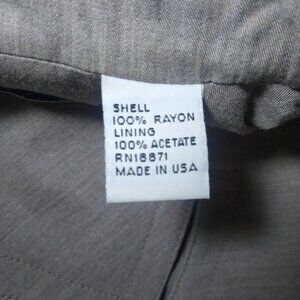 SHELL
100% RAYON
LINING
100% ACETATE
RN18871
MADE IN USA